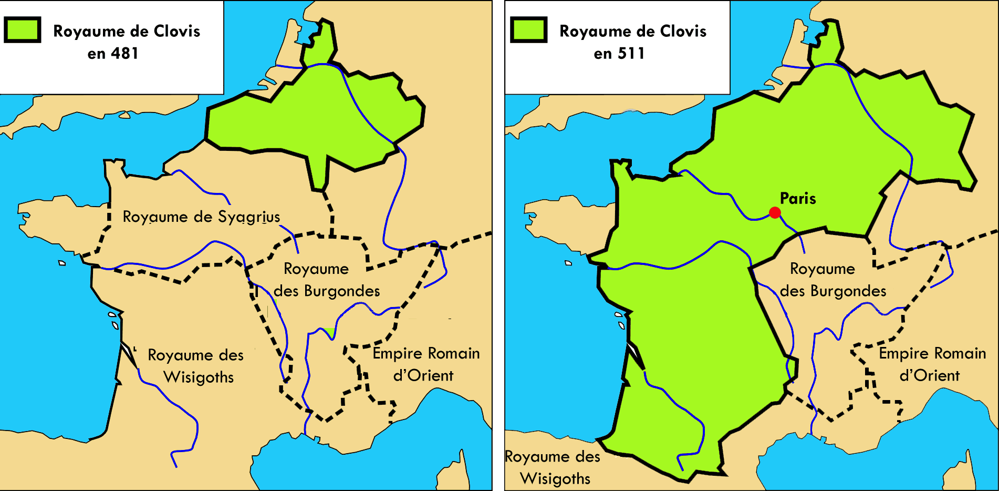 Royaume de Clovis
en 481
Royaume de Syagrius
Royaume
des Burgondes
Royaume des
Wisigoths
Empire Romain
d'Orient
Royaume de Clovis
en 511
Paris
Royaume
des Burgondes
Empire Romain
d'Orient
Royaume des
Wisigoths